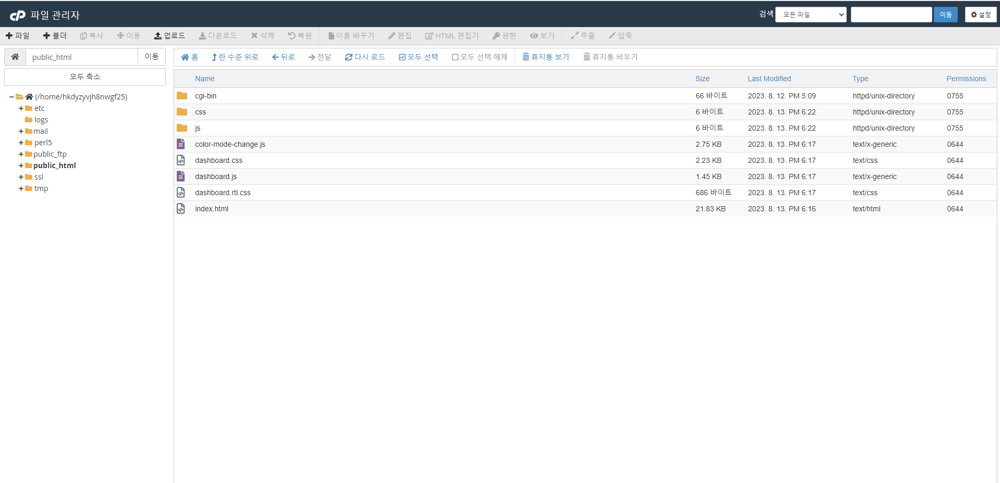 cP 파일 관리자 검색 모든 파일 이동 설정
파일 폴더 복사 이동 업로드 다운로드 삭제 복원 이름 바꾸기 편집 HTML 편집기 권한 보기 추출 압축
public_html 이동
홈 한 수준 위로 뒤로 전달 다시 로드 모두 선택 모두 선택 해제 휴지통 보기 휴지통 비우기
모두 축소
(/home/hkdyzyvjh8nwgf25)
etc
logs
mail
perl5
public_ftp
public_html
ssl
tmp
Name Size Last Modified Type Permissions
cgi-bin 66 바이트 2023. 8. 12. PM 5:09 httpd/unix-directory 0755
css 6 바이트 2023. 8. 13. PM 6:22 httpd/unix-directory 0755
js 6 바이트 2023. 8. 13. PM 6:22 httpd/unix-directory 0755
color-mode-change.js 2.75 KB 2023. 8. 13. PM 6:17 text/x-generic 0644
dashboard.css 2.23 KB 2023. 8. 13. PM 6:17 text/css 0644
dashboard.js 1.45 KB 2023. 8. 13. PM 6:17 text/x-generic 0644
dashboard.rtl.css 686 바이트 2023. 8. 13. PM 6:17 text/css 0644
index.html 21.83 KB 2023. 8. 13. PM 6:16 text/html 0644